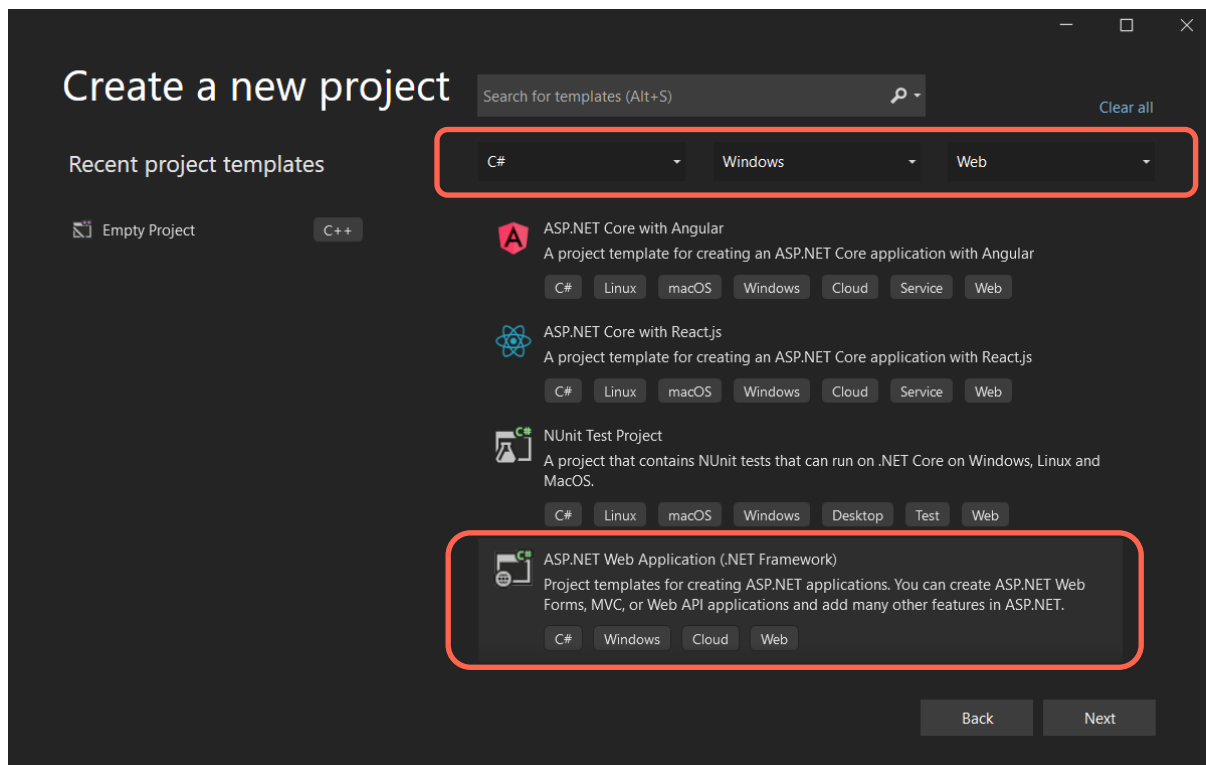 Create a new project
Search for templates (Alt+S)
Clear all
Recent project templates
C#
Windows
Web
Empty Project
C++
ASP.NET Core with Angular
A project template for creating an ASP.NET Core application with Angular
C# Linux macOS Windows Cloud Service Web
ASP.NET Core with React.js
A project template for creating an ASP.NET Core application with React.js
C# Linux macOS Windows Cloud Service Web
C#
NUnit Test Project
A project that contains NUnit tests that can run on .NET Core on Windows, Linux and
MacOS.
C# Linux macOS Windows Desktop Test Web
C#
ASP.NET Web Application (.NET Framework)
Project templates for creating ASP.NET applications. You can create ASP.NET Web
Forms, MVC, or Web API applications and add many other features in ASP.NET.
C# Windows Cloud Web
Back
Next